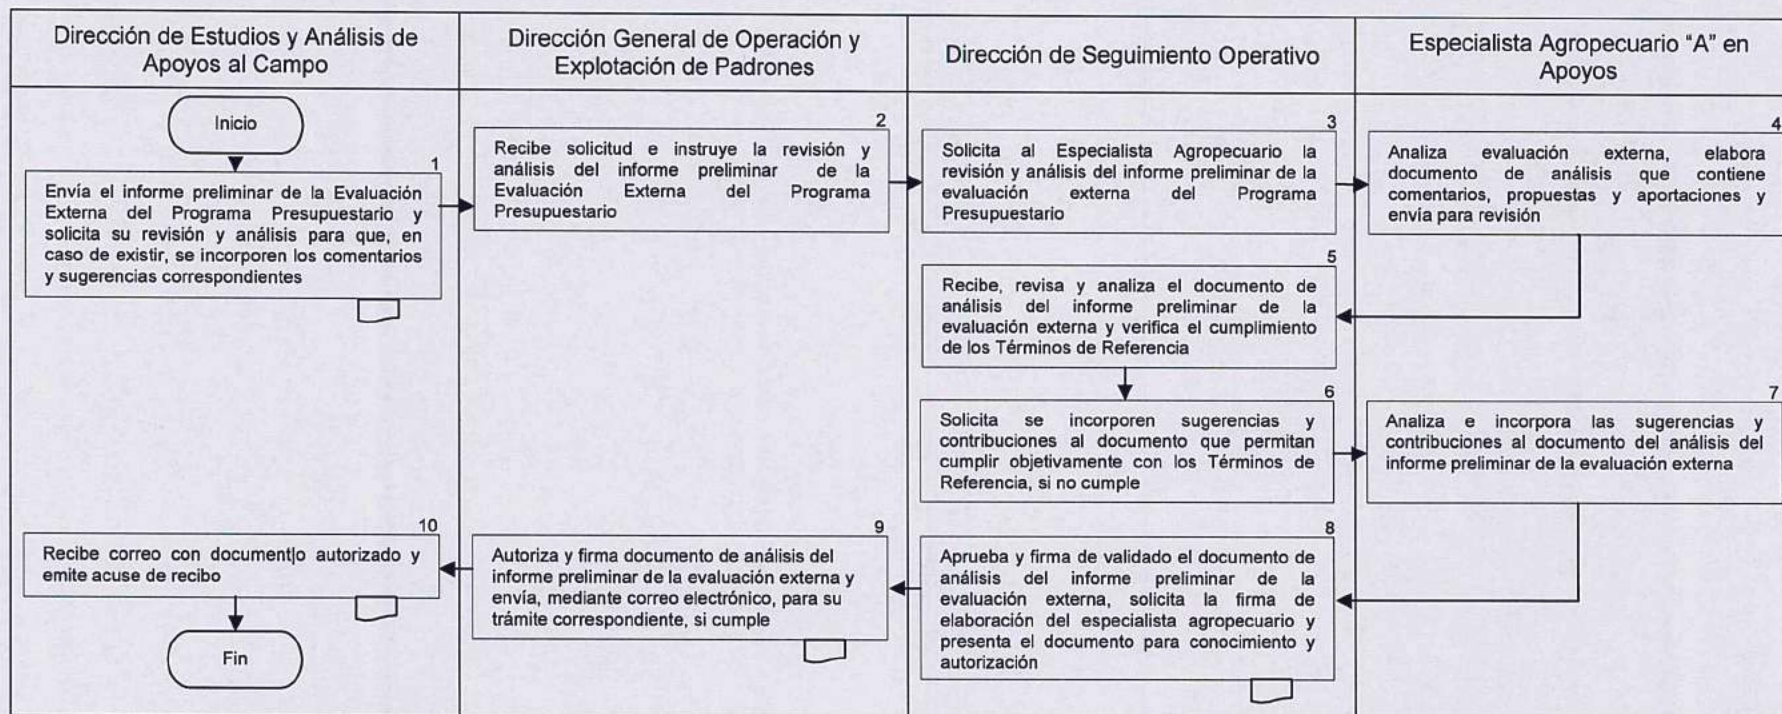 Dirección de Estudios y Análisis de
Apoyos al Campo
Dirección General de Operación y
Explotación de Padrones
Dirección de Seguimiento Operativo
Especialista Agropecuario “A” en
Apoyos
Inicio
1
Envía el informe preliminar de la Evaluación
Externa del Programa Presupuestario y
solicita su revisión y análisis para que, en
caso de existir, se incorporen los comentarios
y sugerencias correspondientes
2
Recibe solicitud e instruye la revisión y
análisis del informe preliminar de la
Evaluación Externa del Programa
Presupuestario
3
Solicita al Especialista Agropecuario la
revisión y análisis del informe preliminar de la
evaluación externa del Programa
Presupuestario
4
Analiza evaluación externa, elabora
documento de análisis que contiene
comentarios, propuestas y aportaciones y
envía para revisión
5
Recibe, revisa y analiza el documento de
análisis del informe preliminar de la
evaluación externa y verifica el cumplimiento
de los Términos de Referencia
6
Solicita se incorporen sugerencias y
contribuciones al documento que permitan
cumplir objetivamente con los Términos de
Referencia, si no cumple
7
Analiza e incorpora las sugerencias y
contribuciones al documento del análisis del
informe preliminar de la evaluación externa
8
Aprueba y firma de validado el documento de
análisis del informe preliminar de la
evaluación externa, solicita la firma de
elaboración del especialista agropecuario y
presenta el documento para conocimiento y
autorización
9
Autoriza y firma documento de análisis del
informe preliminar de la evaluación externa y
envía, mediante correo electrónico, para su
trámite correspondiente, si cumple
10
Recibe correo con document|o autorizado y
emite acuse de recibo
Fin